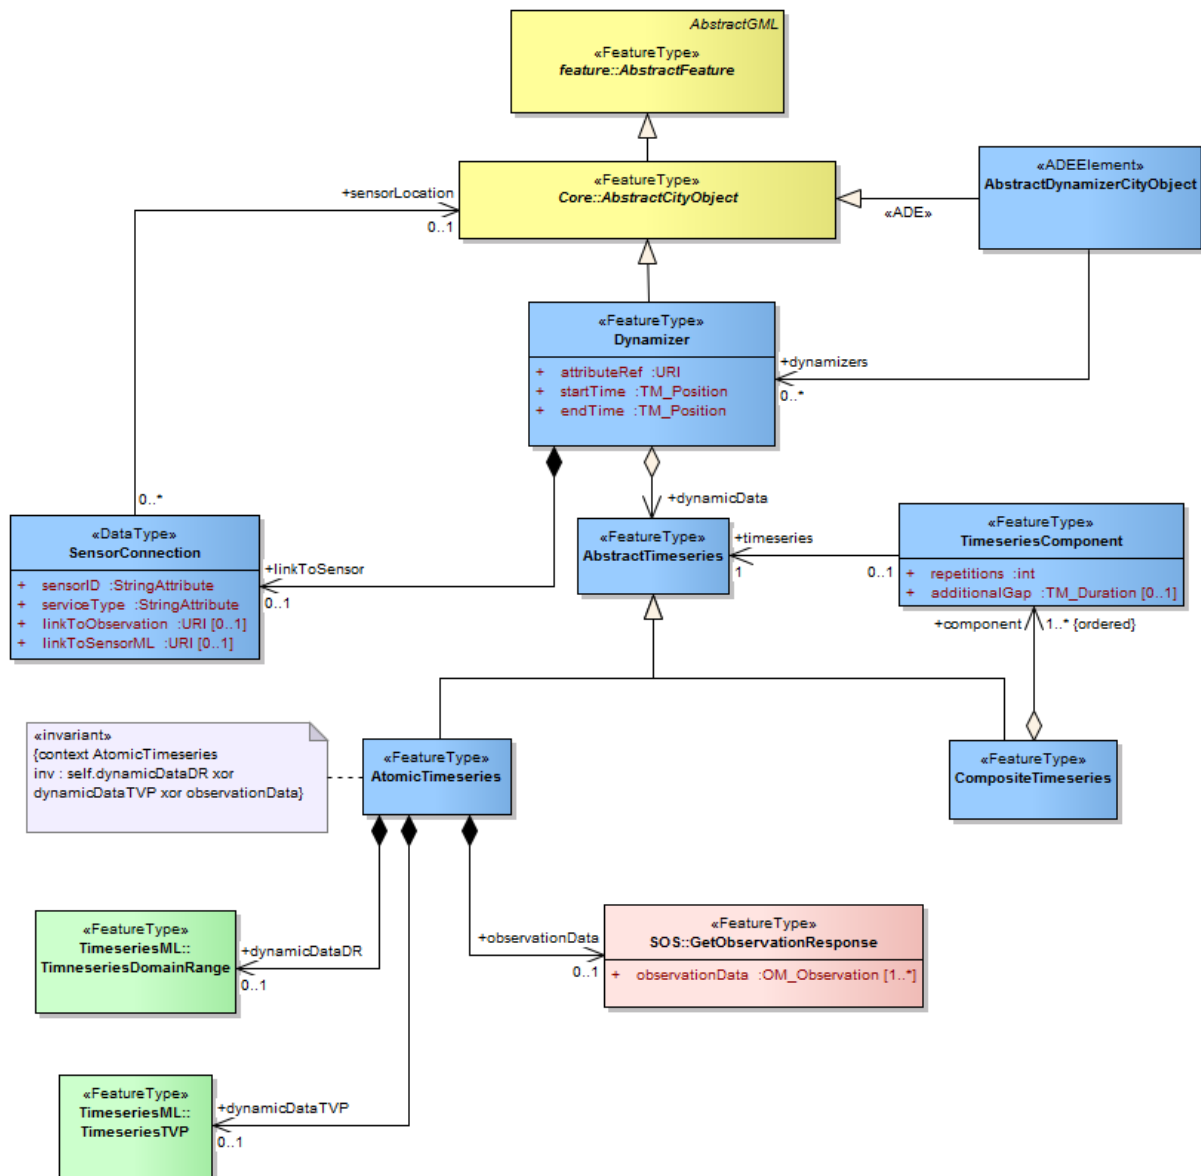 AbstractGML
«FeatureType»
feature::AbstractFeature
«FeatureType»
Core::AbstractCityObject
«ADEElement»
AbstractDynamizerCityObject
«ADE»
+sensorLocation
0..1
«FeatureType»
Dynamizer
+ attributeRef :URI
+ startTime :TM_Position
+ endTime :TM_Position
+dynamizers
0..*
0..*
«DataType»
SensorConnection
+ sensorID :StringAttribute
+ serviceType :StringAttribute
+ linkToObservation :URI [0..1]
+ linkToSensorML :URI [0..1]
+linkToSensor
0..1
+dynamicData
«FeatureType»
AbstractTimeseries
+timeseries
1
0..1
«FeatureType»
TimeseriesComponent
+ repetitions :int
+ additionalGap :TM_Duration [0..1]
+component
1..* {ordered}
«invariant»
{context AtomicTimeseries
inv : self.dynamicDataDR xor
dynamicDataTVP xor observationData}
«FeatureType»
AtomicTimeseries
«FeatureType»
CompositeTimeseries
«FeatureType»
TimeseriesML::
TimneseriesDomainRange
+dynamicDataDR
0..1
+observationData
0..1
«FeatureType»
SOS::GetObservationResponse
+ observationData :OM_Observation [1..*]
«FeatureType»
TimeseriesML::
TimeseriesTVP
+dynamicDataTVP
0..1